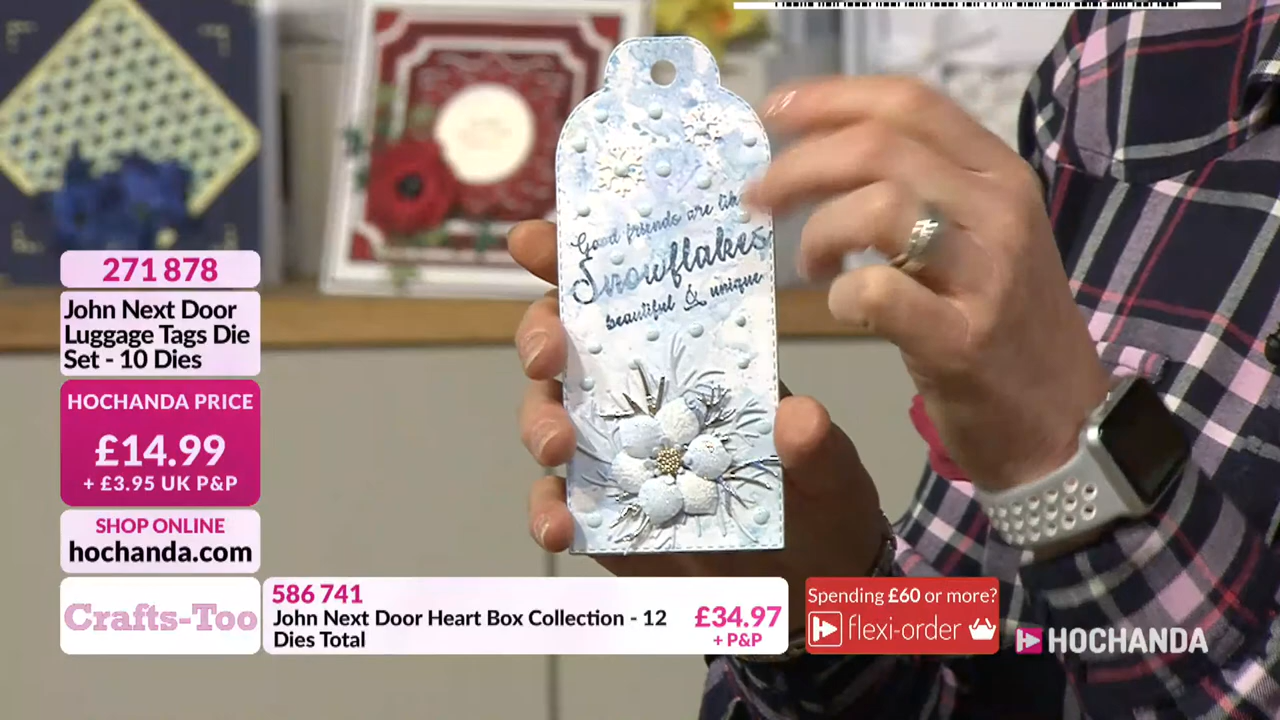 Good friends are like
Snowflakes
beautiful & unique
271 878
John Next Door
Luggage Tags Die
Set - 10 Dies
HOCHANDA PRICE
£14.99
+ £3.95 UK P&P
SHOP ONLINE
hochanda.com
Crafts-Too
586 741
John Next Door Heart Box Collection - 12
Dies Total
£34.97
+ P&P
Spending £60 or more?
flexi-order
HOCHANDA